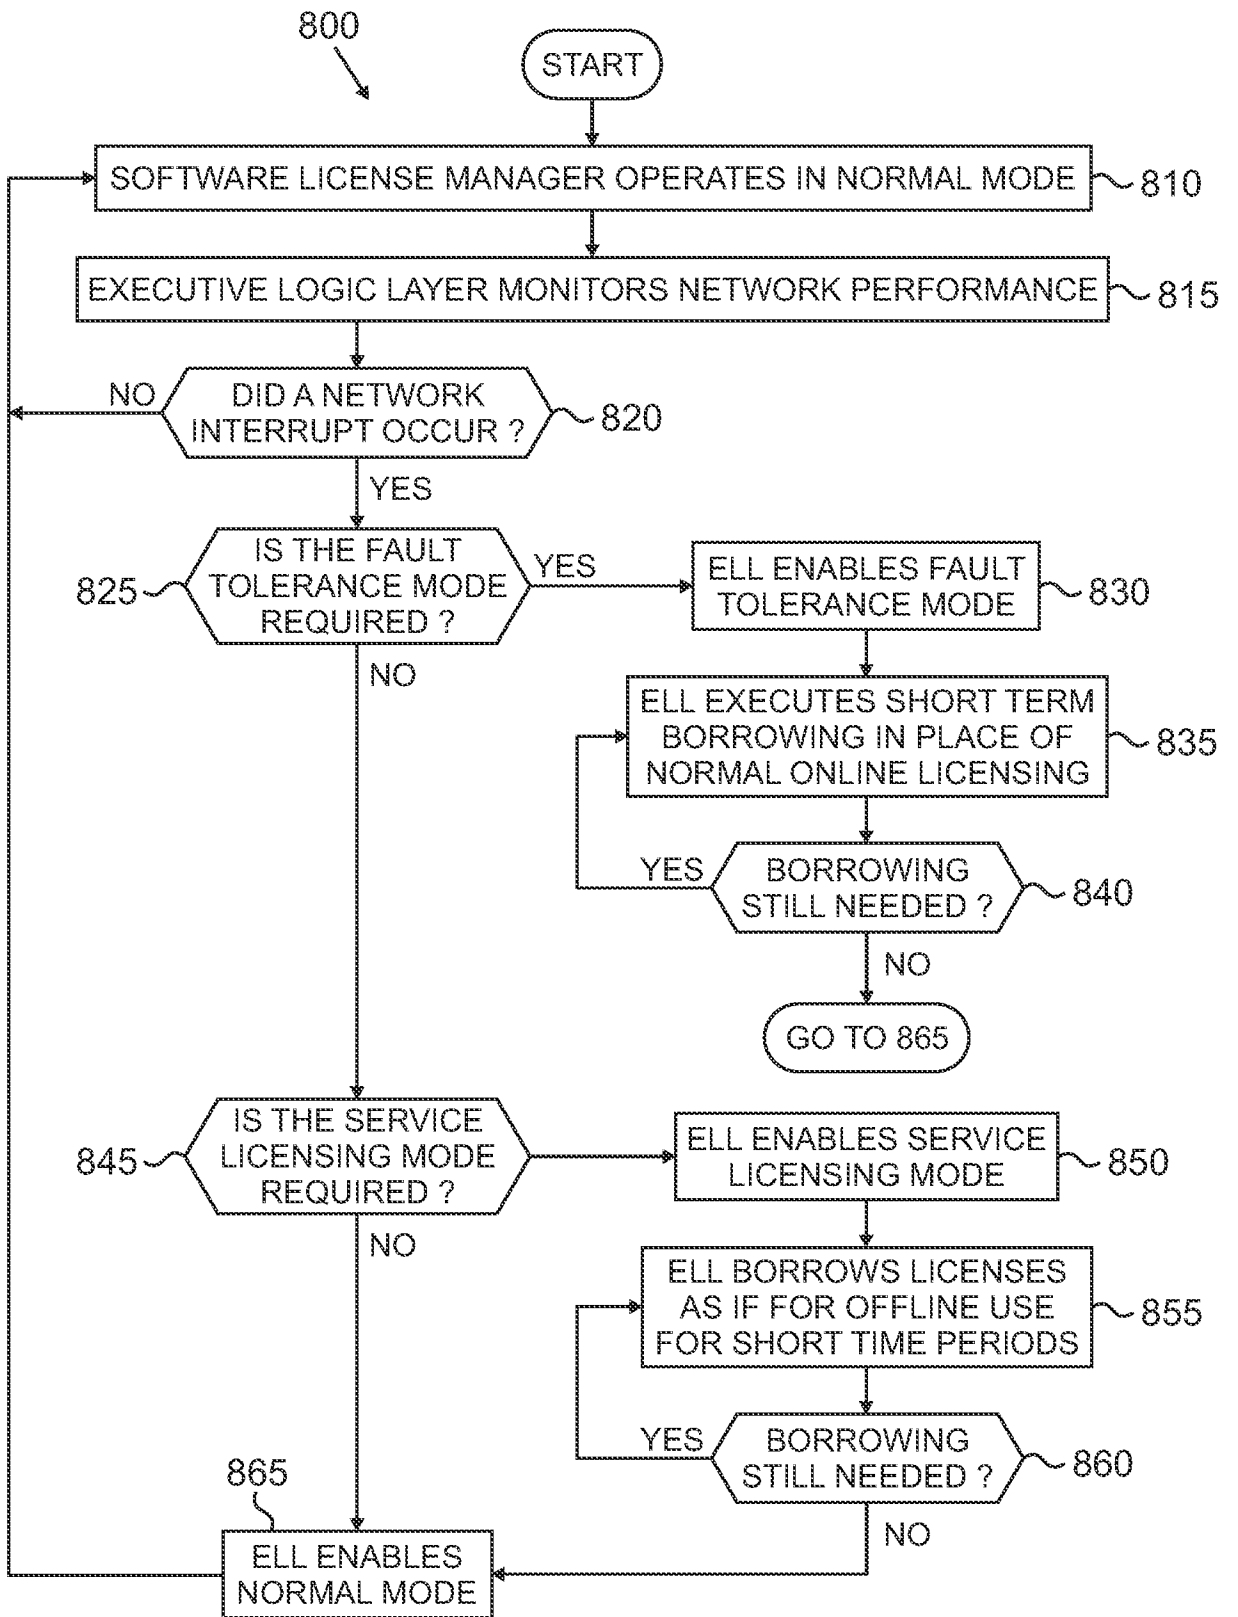 800
START
SOFTWARE LICENSE MANAGER OPERATES IN NORMAL MODE
810
EXECUTIVE LOGIC LAYER MONITORS NETWORK PERFORMANCE
815
NO
DID A NETWORK
INTERRUPT OCCUR ?
820
YES
825
IS THE FAULT
TOLERANCE MODE
REQUIRED ?
YES
ELL ENABLES FAULT
TOLERANCE MODE
830
NO
ELL EXECUTES SHORT TERM
BORROWING IN PLACE OF
NORMAL ONLINE LICENSING
835
YES
BORROWING
STILL NEEDED ?
840
NO
GO TO 865
845
IS THE SERVICE
LICENSING MODE
REQUIRED ?
ELL ENABLES SERVICE
LICENSING MODE
850
NO
ELL BORROWS LICENSES
AS IF FOR OFFLINE USE
FOR SHORT TIME PERIODS
855
YES
BORROWING
STILL NEEDED ?
860
NO
865
ELL ENABLES
NORMAL MODE